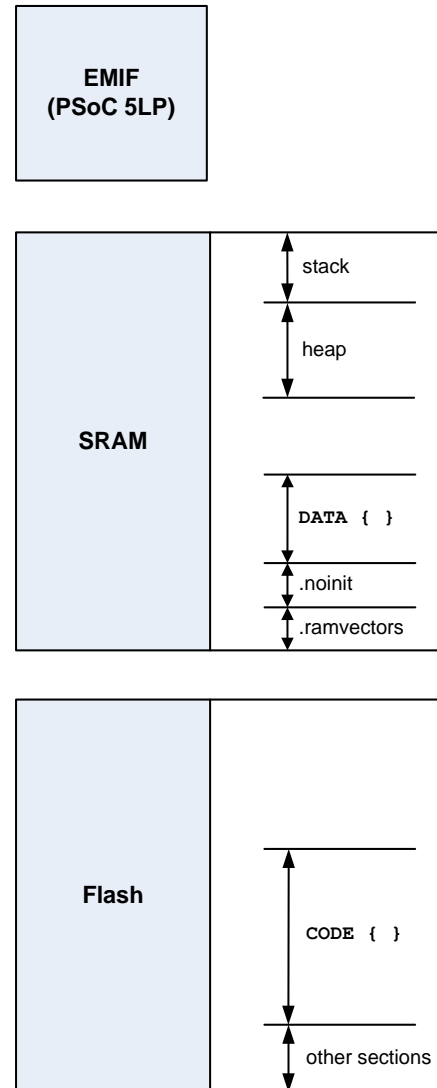 EMIF
(PSoC 5LP)
stack
heap
SRAM
DATA { }
.noinit
.ramvectors
Flash
CODE { }
other sections